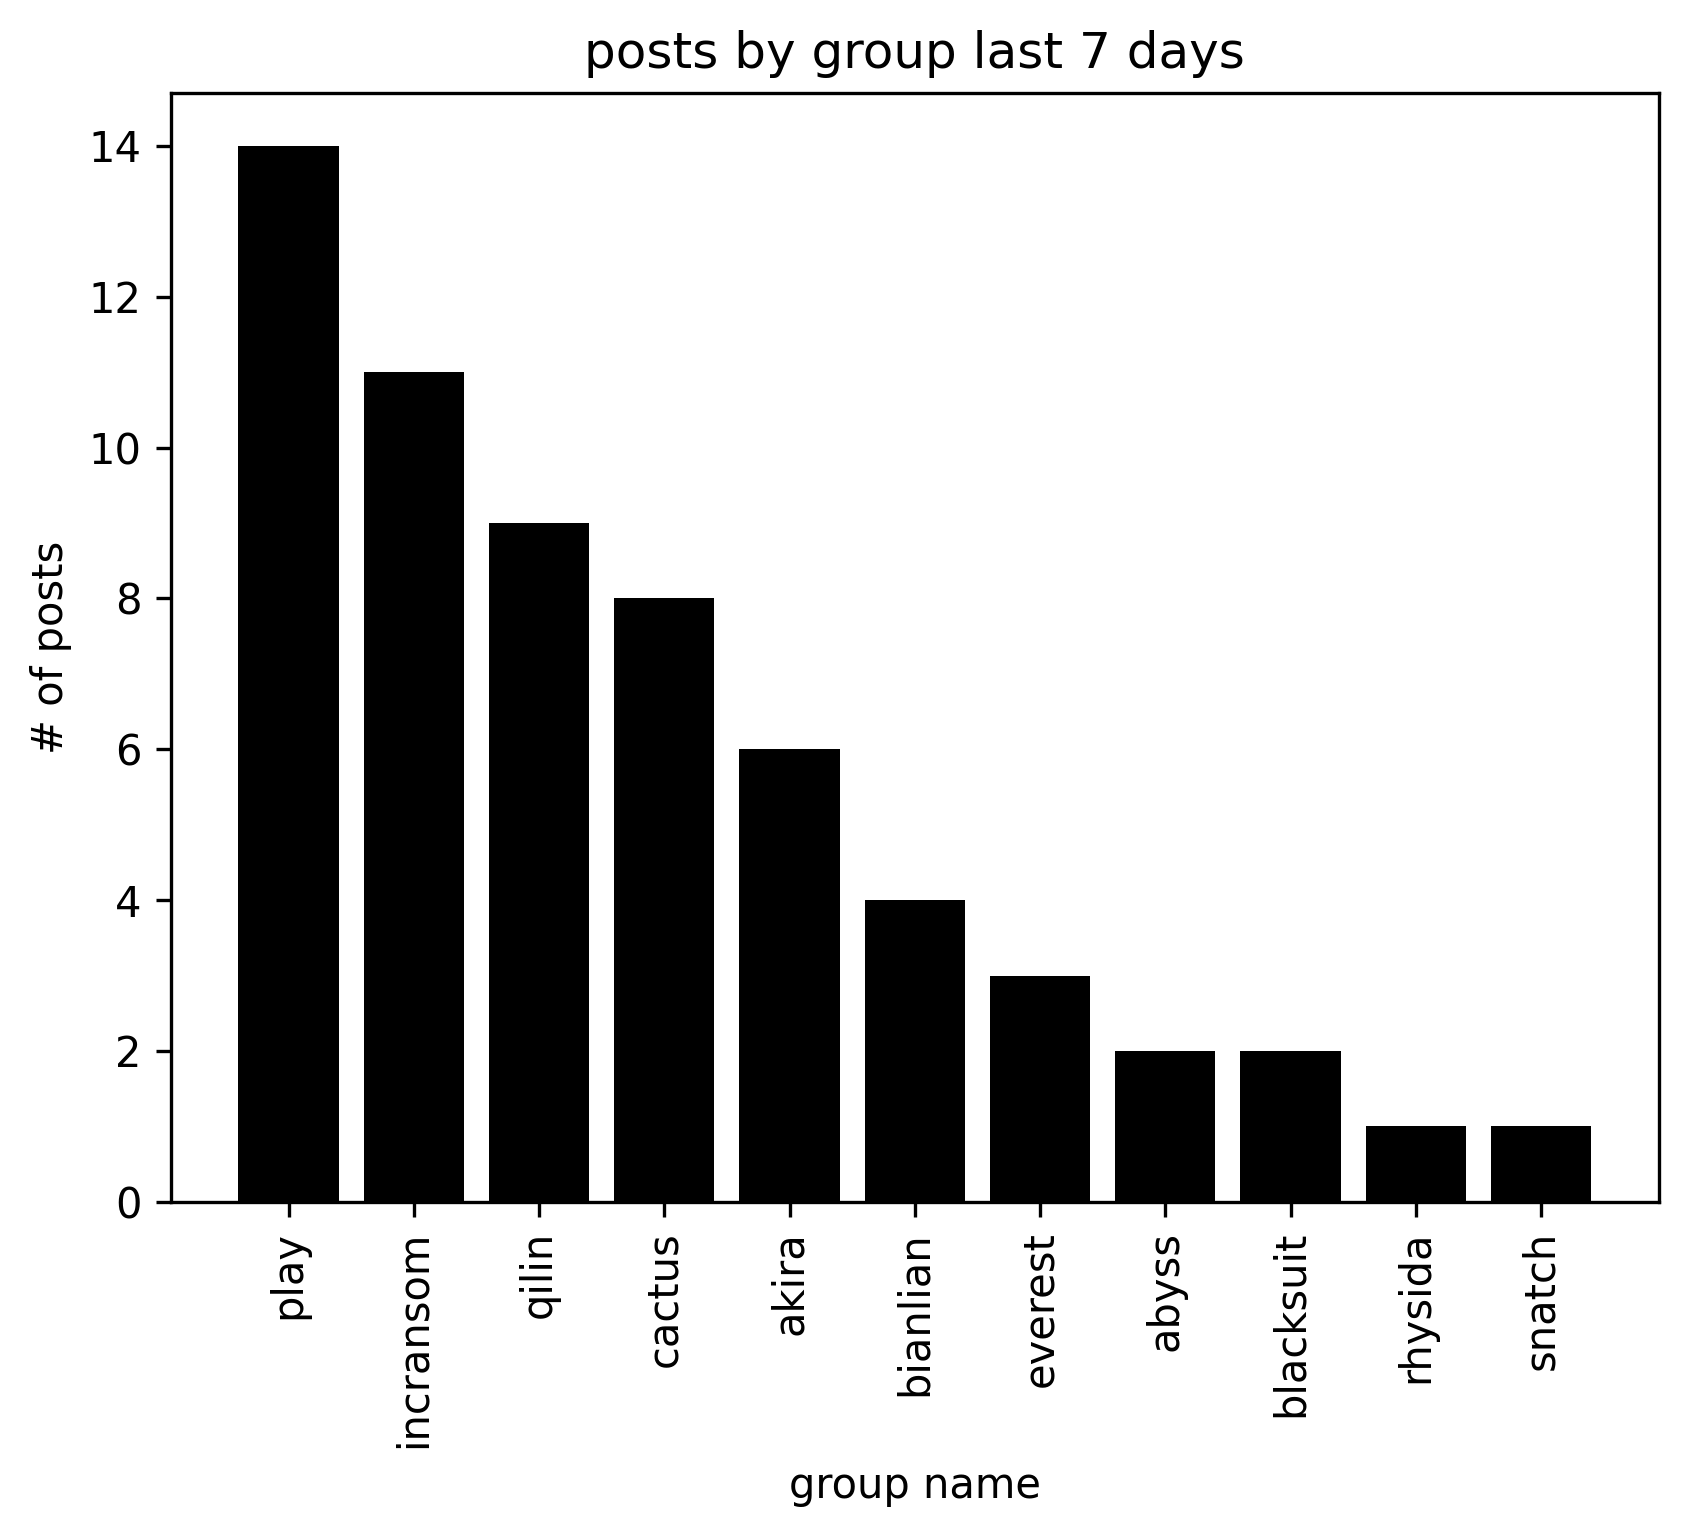 posts by group last 7 days
# of posts
14
12
10
8
6
4
2
0
play
incransom
qilin
cactus
akira
bianlian
everest
abyss
blacksuit
rhysida
snatch
group name